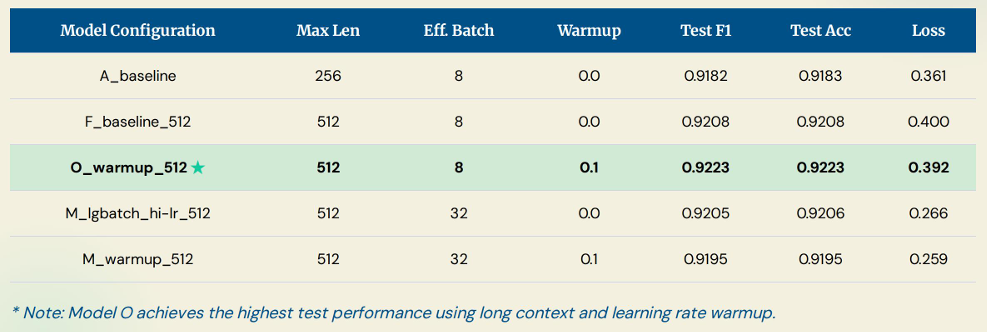 Model Configuration Max Len Eff. Batch Warmup Test F1 Test Acc Loss
A_baseline 256 8 0.0 0.9182 0.9183 0.361
F_baseline_512 512 8 0.0 0.9208 0.9208 0.400
O_warmup_512 ★ 512 8 0.1 0.9223 0.9223 0.392
M_lgbatch_hi-lr_512 512 32 0.0 0.9205 0.9206 0.266
M_warmup_512 512 32 0.1 0.9195 0.9195 0.259
* Note: Model O achieves the highest test performance using long context and learning rate warmup.